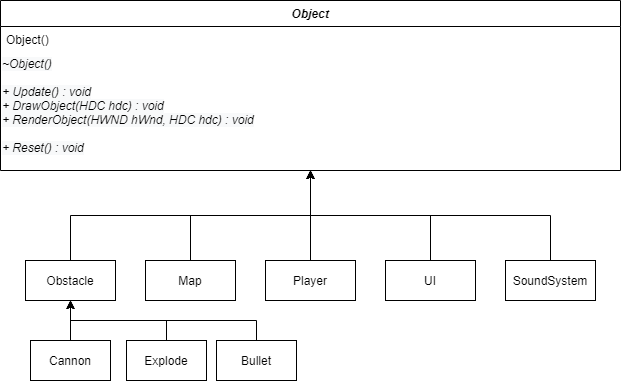 Object
Object()
~Object()
+ Update() : void
+ DrawObject(HDC hdc) : void
+ RenderObject(HWND hWnd, HDC hdc) : void
+ Reset() : void
Obstacle
Map
Player
UI
SoundSystem
Cannon
Explode
Bullet